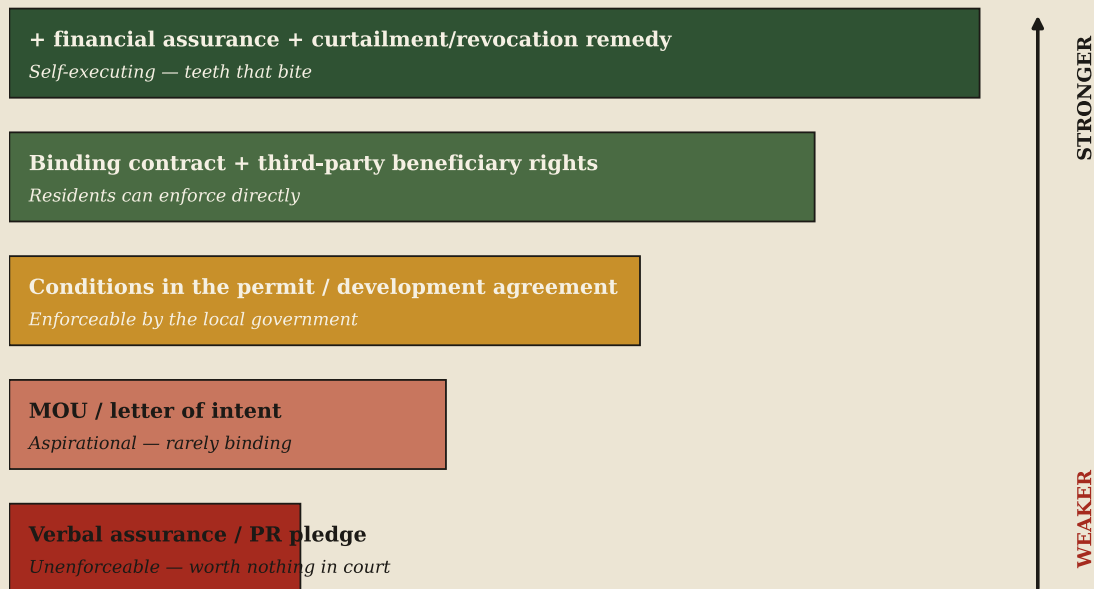 + financial assurance + curtailment/revocation remedy
Self-executing — teeth that bite
Binding contract + third-party beneficiary rights
Residents can enforce directly
Conditions in the permit / development agreement
Enforceable by the local government
MOU / letter of intent
Aspirational — rarely binding
Verbal assurance / PR pledge
Unenforceable — worth nothing in court
STRONGER
WEAKER